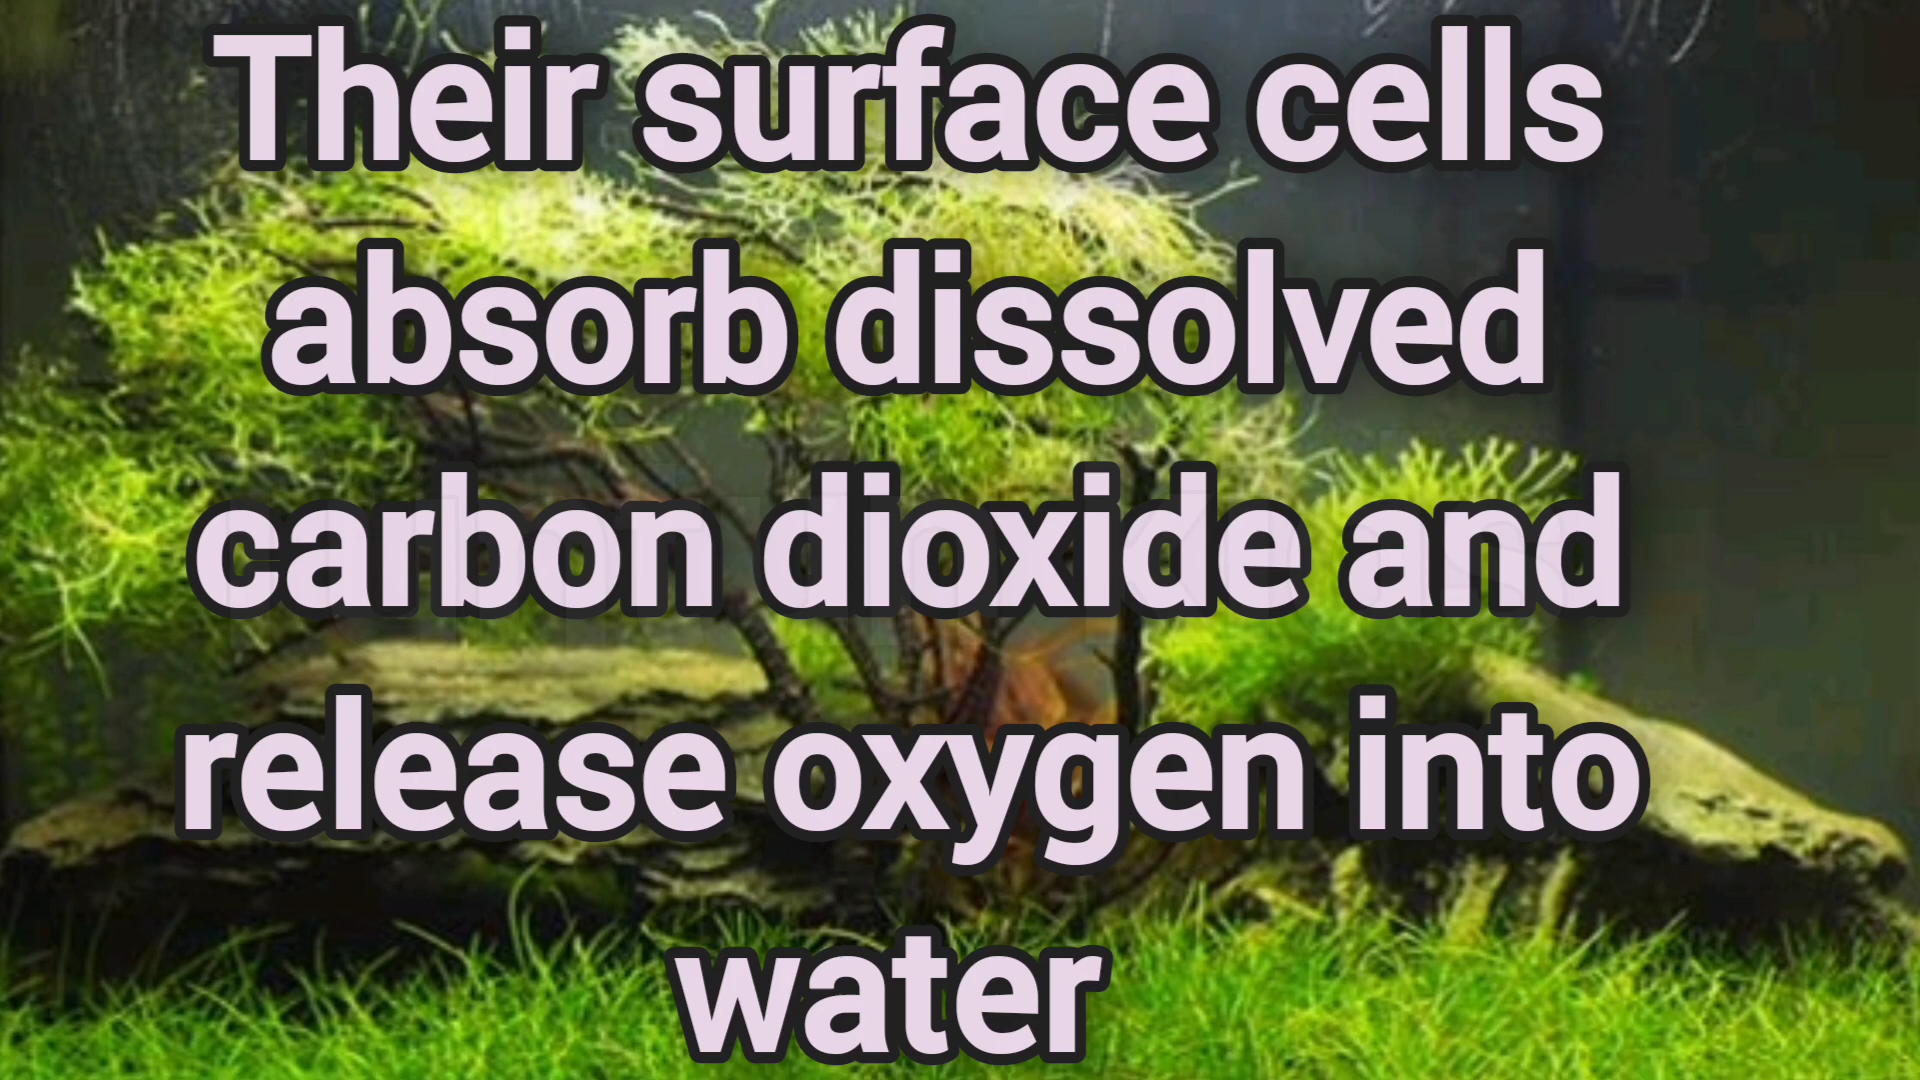 Their surface cells
absorb dissolved
carbon dioxide and
release oxygen into
water